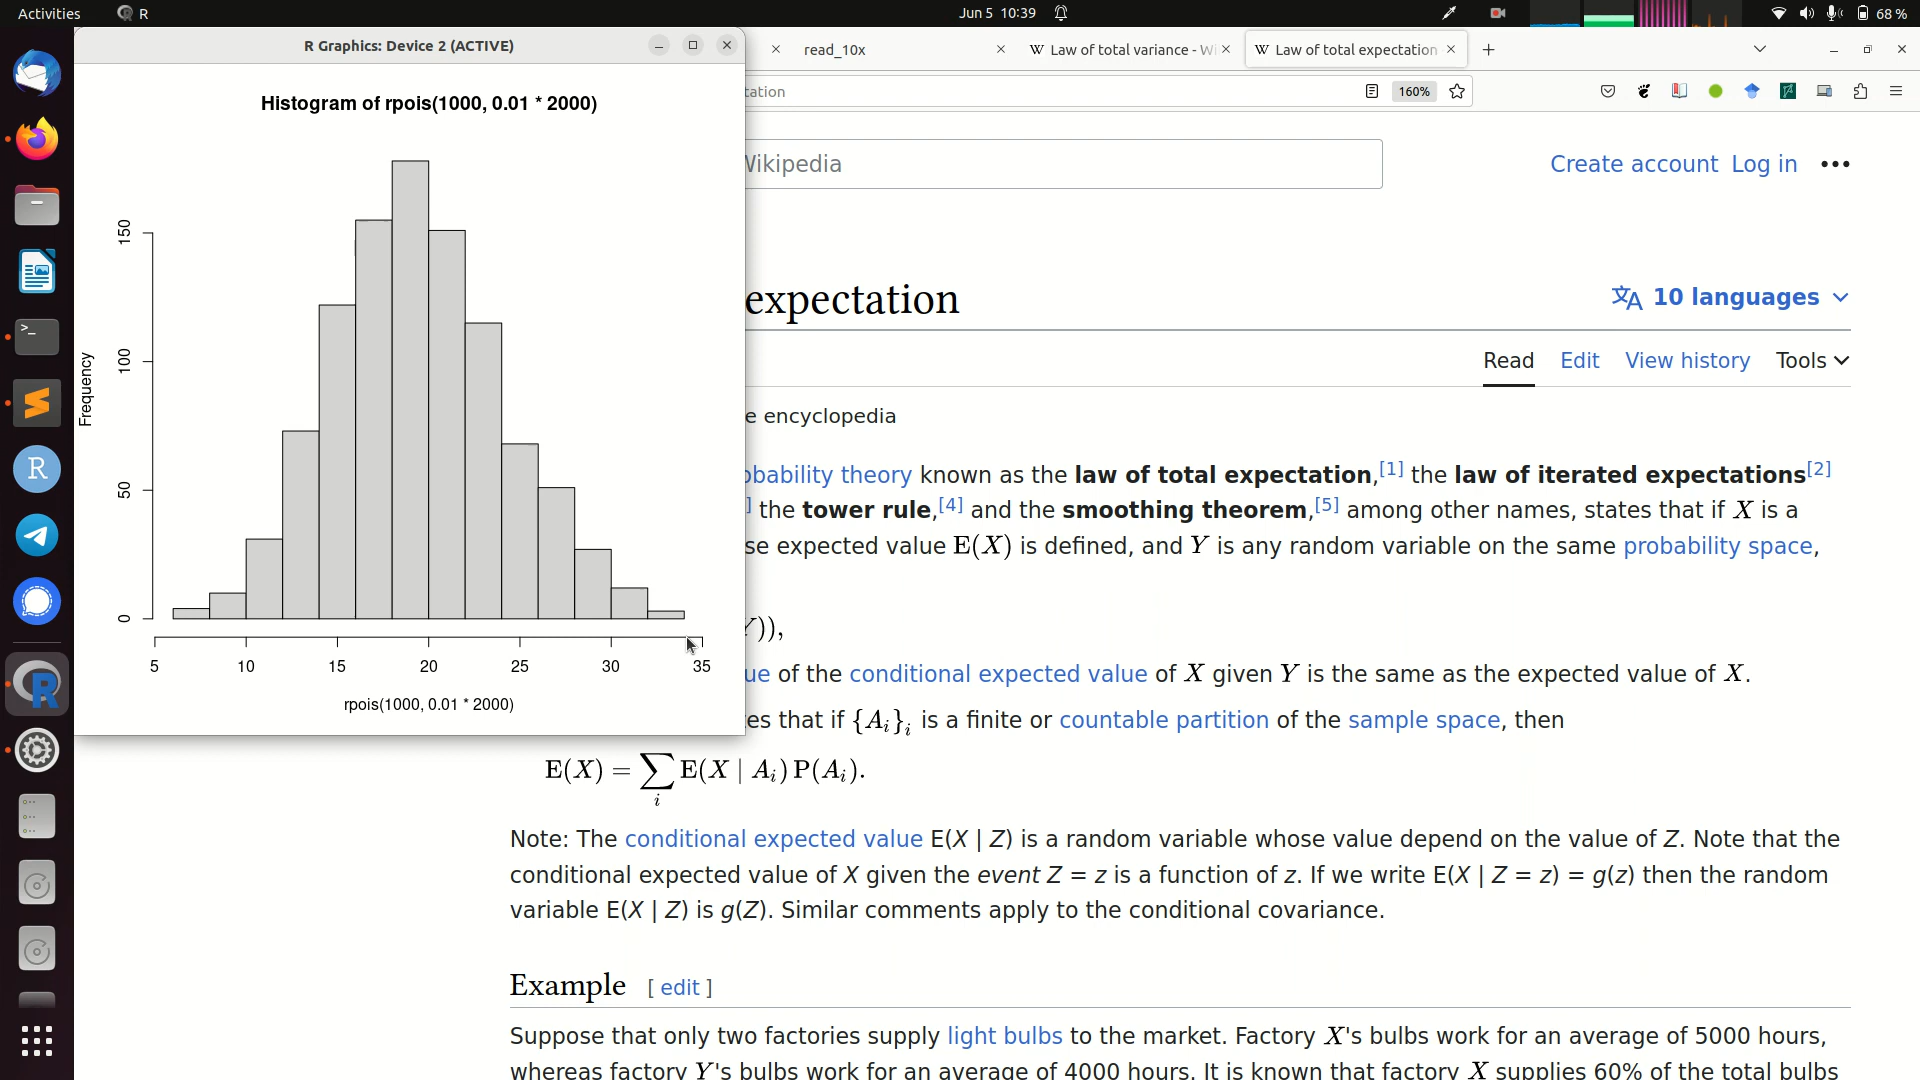 Activities
R
Jun 5 10:39
68 %
R Graphics: Device 2 (ACTIVE)
read_10x
Law of total variance - Wi
Law of total expectation
tation
160%
Histogram of rpois(1000, 0.01 * 2000)
Frequency
0
50
100
150
5
10
15
20
25
30
35
rpois(1000, 0.01 * 2000)
Wikipedia
Create account
Log in
expectation
10 languages
Read
Edit
View history
Tools
e encyclopedia
obability theory known as the law of total expectation,[1] the law of iterated expectations[2]
] the tower rule,[4] and the smoothing theorem,[5] among other names, states that if X is a
se expected value E(X) is defined, and Y is any random variable on the same probability space,
Y)),
ue of the conditional expected value of X given Y is the same as the expected value of X.
es that if {A_i}_i is a finite or countable partition of the sample space, then
E(X) = ∑_i E(X | A_i) P(A_i).
Note: The conditional expected value E(X | Z) is a random variable whose value depend on the value of Z. Note that the
conditional expected value of X given the event Z = z is a function of z. If we write E(X | Z = z) = g(z) then the random
variable E(X | Z) is g(Z). Similar comments apply to the conditional covariance.
Example [ edit ]
Suppose that only two factories supply light bulbs to the market. Factory X's bulbs work for an average of 5000 hours,
whereas factory Y's bulbs work for an average of 4000 hours. It is known that factory X supplies 60% of the total bulbs